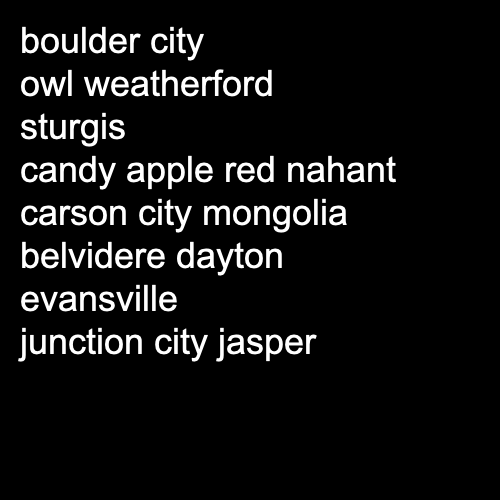 boulder city
owl weatherford
sturgis
candy apple red nahant
carson city mongolia
belvidere dayton
evansville
junction city jasper